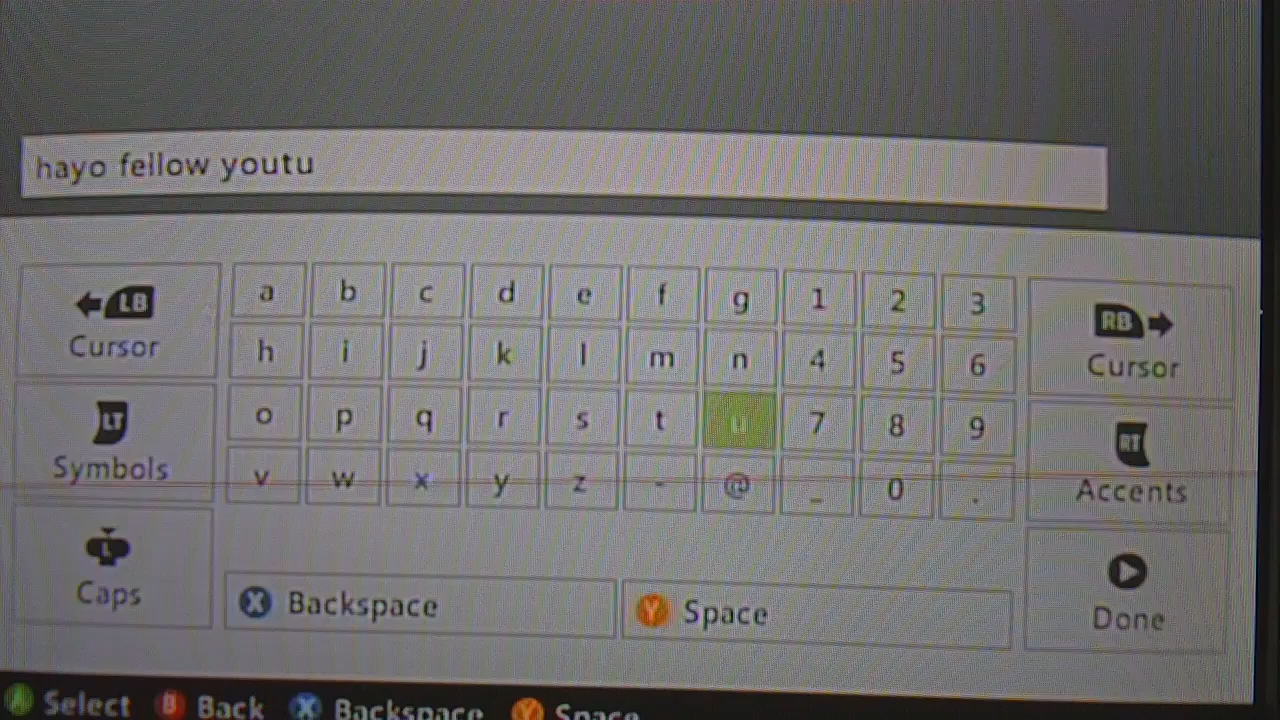 hayo fellow youtu
LB
Cursor
a b c d e f g 1 2 3
RB
Cursor
h i j k l m n 4 5 6
LT
Symbols
o p q r s t u 7 8 9
RT
Accents
v w x y z - @ _ 0 .
L
Caps
X Backspace
Y Space
Done
A Select B Back X Backspace Y Space